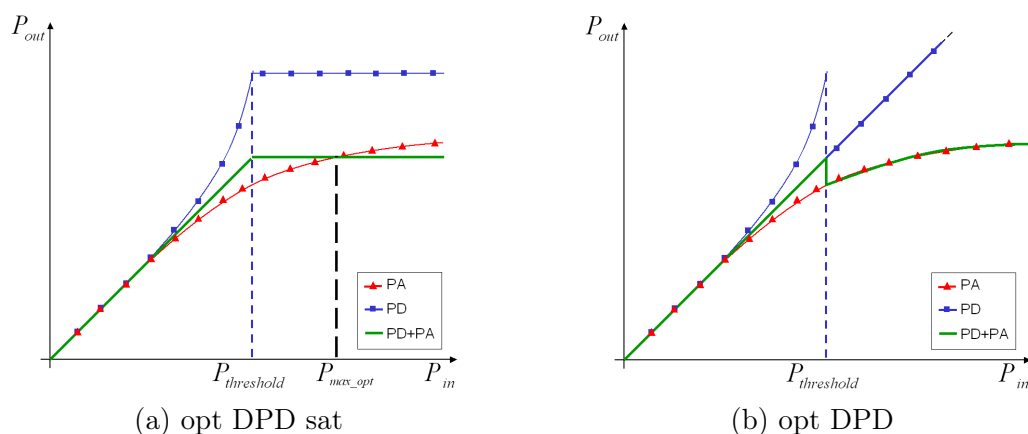 P_out
PA
PD
PD+PA
P_threshold
P_max_opt
P_in
(a) opt DPD sat
P_out
PA
PD
PD+PA
P_threshold
P_in
(b) opt DPD